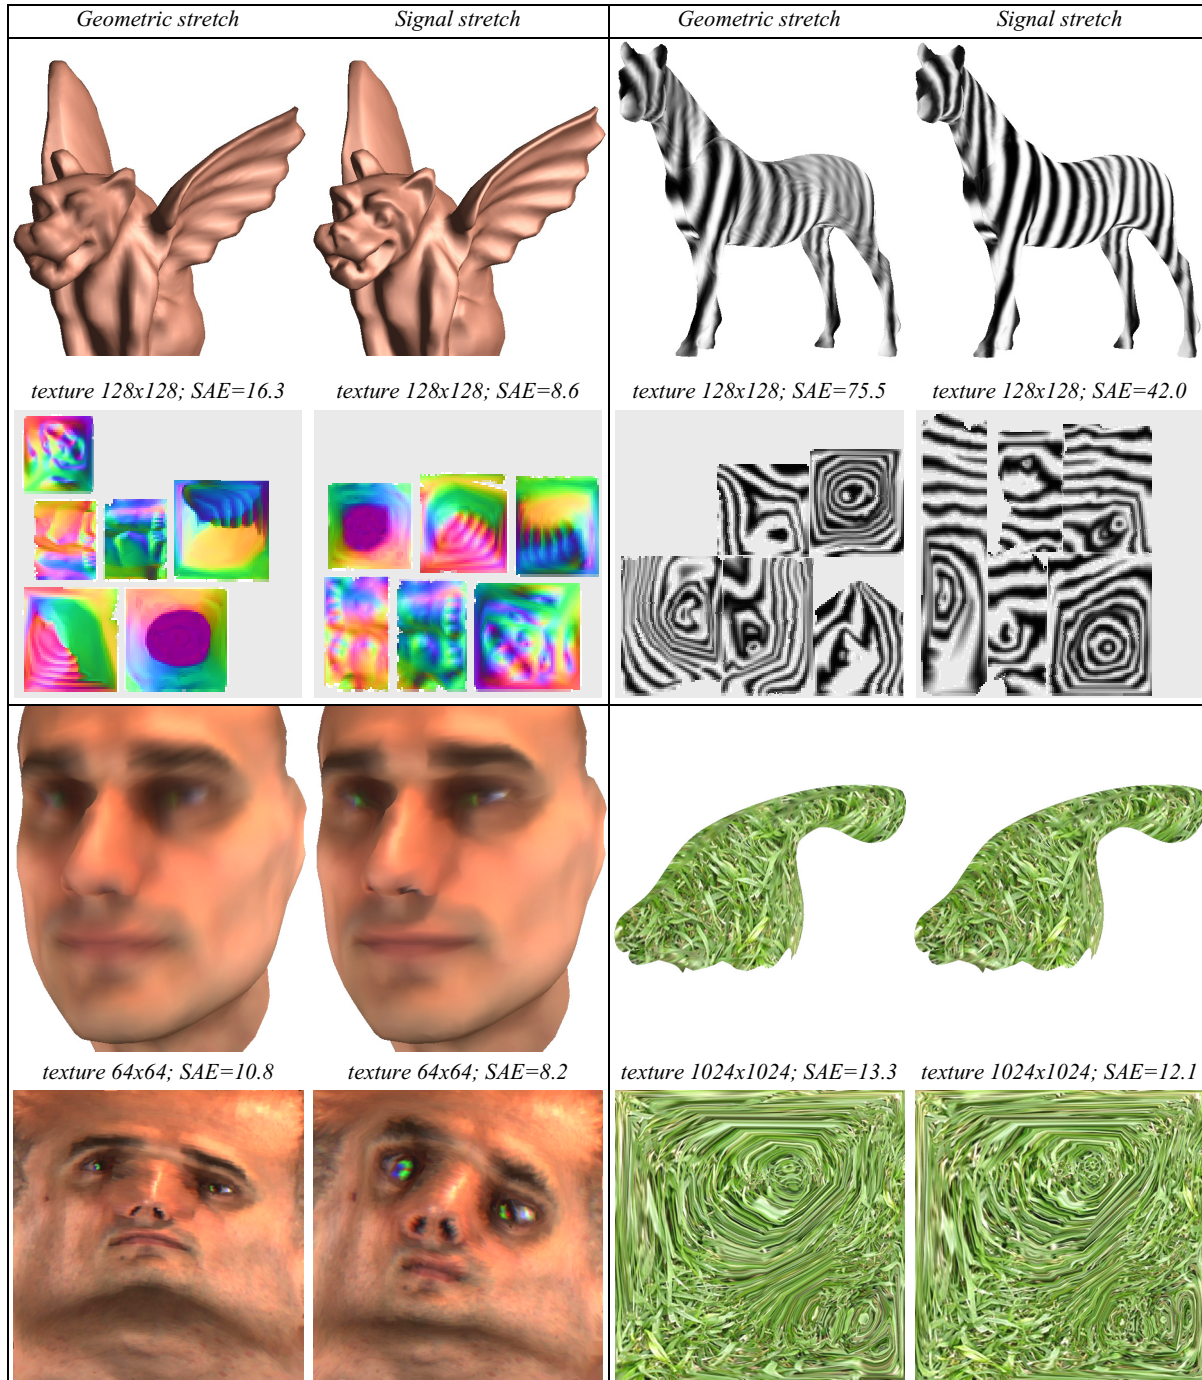 Geometric stretch Signal stretch Geometric stretch Signal stretch
texture 128x128; SAE=16.3 texture 128x128; SAE=8.6 texture 128x128; SAE=75.5 texture 128x128; SAE=42.0
texture 64x64; SAE=10.8 texture 64x64; SAE=8.2 texture 1024x1024; SAE=13.3 texture 1024x1024; SAE=12.1